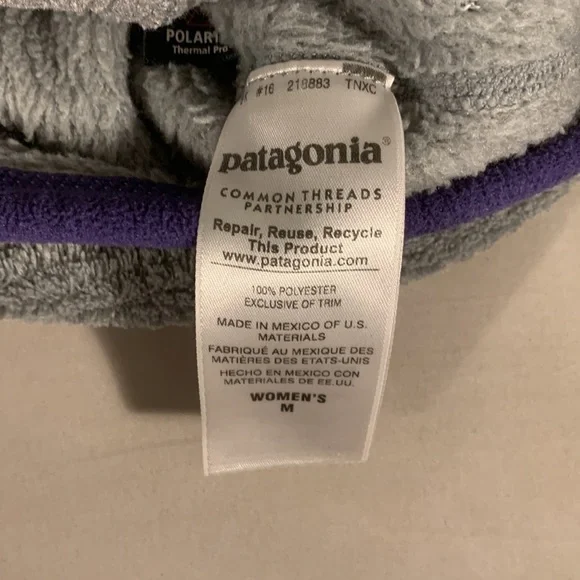 POLART
Thermal Pro
#16 218883 TNXC
patagonia®
COMMON THREADS
PARTNERSHIP
Repair, Reuse, Recycle
This Product
www.patagonia.com
100% POLYESTER
EXCLUSIVE OF TRIM
MADE IN MEXICO OF U.S.
MATERIALS
FABRIQUÉ AU MEXIQUE DES
MATIÈRES DES ETATS-UNIS
HECHO EN MEXICO CON
MATERIALES DE EE.UU.
WOMEN'S
M